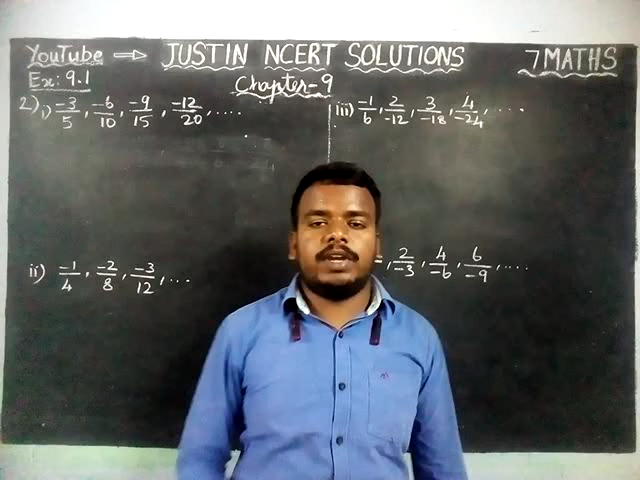 YouTube → JUSTIN NCERT SOLUTIONS 7 MATHS
Ex: 9.1 Chapter-9
2) i) -3/5, -6/10, -9/15, -12/20, ....
iii) -1/6, 2/-12, 3/-18, 4/-24, ....
ii) -1/4, -2/8, -3/12, ...
, 2/-3, 4/-6, 6/-9, ....